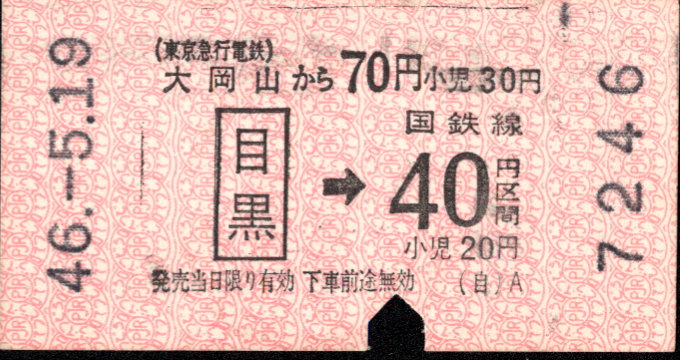 46.-5.19
(東京急行電鉄)
大岡山から70円小児30円
国鉄線
目黒 → 40円区間
小児20円
発売当日限り有効 下車前途無効 (自)A
7246